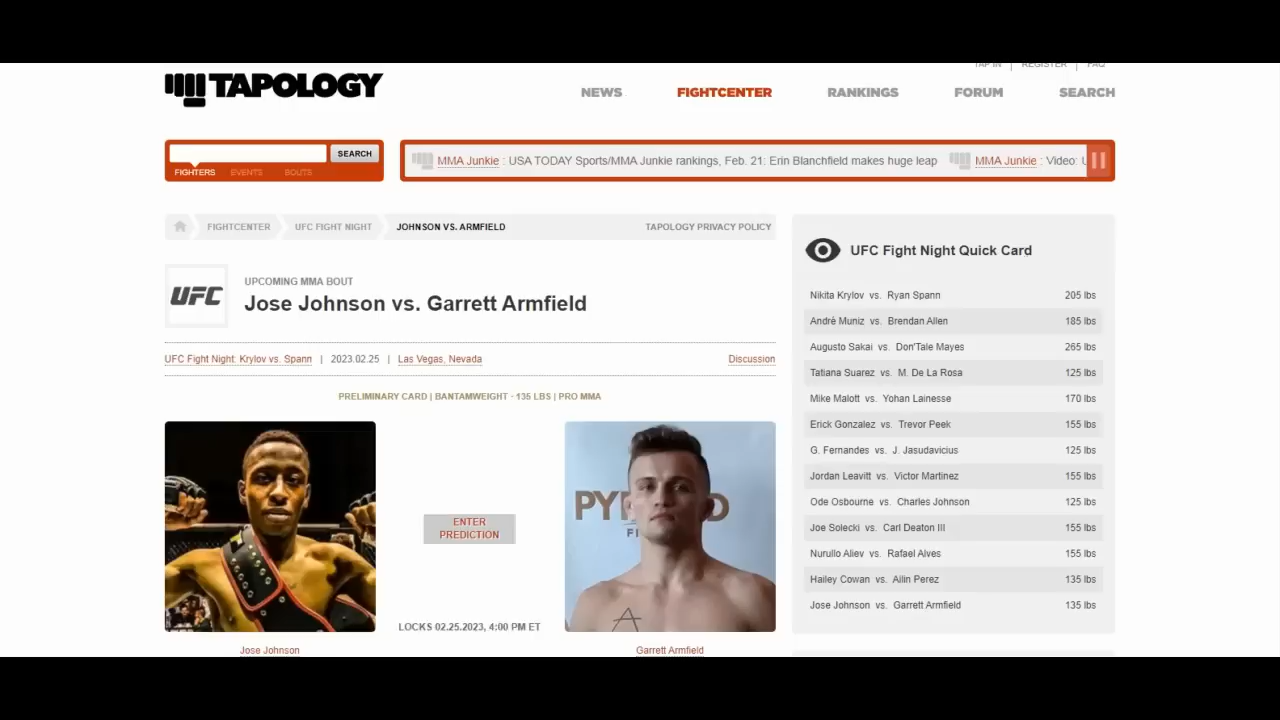 TAP IN | REGISTER | FAQ
TAPOLOGY
NEWS FIGHTCENTER RANKINGS FORUM SEARCH
SEARCH
FIGHTERS EVENTS BOUTS
MMA Junkie : USA TODAY Sports/MMA Junkie rankings, Feb. 21: Erin Blanchfield makes huge leap MMA Junkie : Video: U
FIGHTCENTER UFC FIGHT NIGHT JOHNSON VS. ARMFIELD TAPOLOGY PRIVACY POLICY
UFC
UPCOMING MMA BOUT
Jose Johnson vs. Garrett Armfield
UFC Fight Night: Krylov vs. Spann | 2023.02.25 | Las Vegas, Nevada Discussion
PRELIMINARY CARD | BANTAMWEIGHT · 135 LBS | PRO MMA
PY D
FI
ENTER
PREDICTION
LOCKS 02.25.2023, 4:00 PM ET
Jose Johnson Garrett Armfield
UFC Fight Night Quick Card
Nikita Krylov vs. Ryan Spann 205 lbs
Andrè Muniz vs. Brendan Allen 185 lbs
Augusto Sakai vs. Don'Tale Mayes 265 lbs
Tatiana Suarez vs. M. De La Rosa 125 lbs
Mike Malott vs. Yohan Lainesse 170 lbs
Erick Gonzalez vs. Trevor Peek 155 lbs
G. Fernandes vs. J. Jasudavicius 125 lbs
Jordan Leavitt vs. Victor Martinez 155 lbs
Ode Osbourne vs. Charles Johnson 125 lbs
Joe Solecki vs. Carl Deaton III 155 lbs
Nurullo Aliev vs. Rafael Alves 155 lbs
Hailey Cowan vs. Ailin Perez 135 lbs
Jose Johnson vs. Garrett Armfield 135 lbs